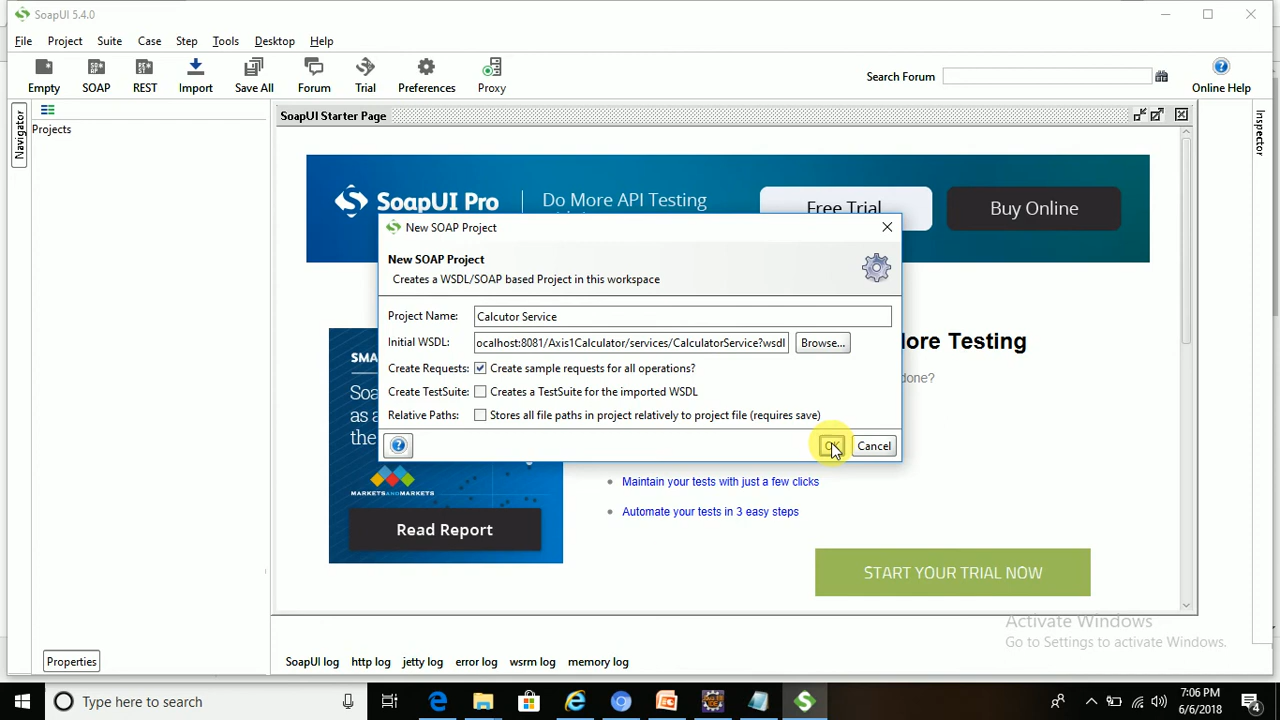 SoapUI 5.4.0
File Project Suite Case Step Tools Desktop Help
Empty SOAP REST Import Save All Forum Trial Preferences Proxy
Search Forum
Online Help
Navigator
Projects
SoapUI Starter Page
Inspector
SoapUI Pro
Do More API Testing
Free Trial
Buy Online
New SOAP Project
New SOAP Project
Creates a WSDL/SOAP based Project in this workspace
Project Name: Calcutor Service
Initial WSDL: ocalhost:8081/Axis1Calculator/services/CalculatorService?wsdl Browse...
Create Requests: Create sample requests for all operations?
Create TestSuite: Creates a TestSuite for the imported WSDL
Relative Paths: Stores all file paths in project relatively to project file (requires save)
OK Cancel
SMA
Soa
as a
the
ore Testing
done?
MARKETSANDMARKETS
Read Report
Maintain your tests with just a few clicks
Automate your tests in 3 easy steps
START YOUR TRIAL NOW
Activate Windows
Go to Settings to activate Windows.
Properties
SoapUI log http log jetty log error log wsrm log memory log
Type here to search
7:06 PM
6/6/2018
4